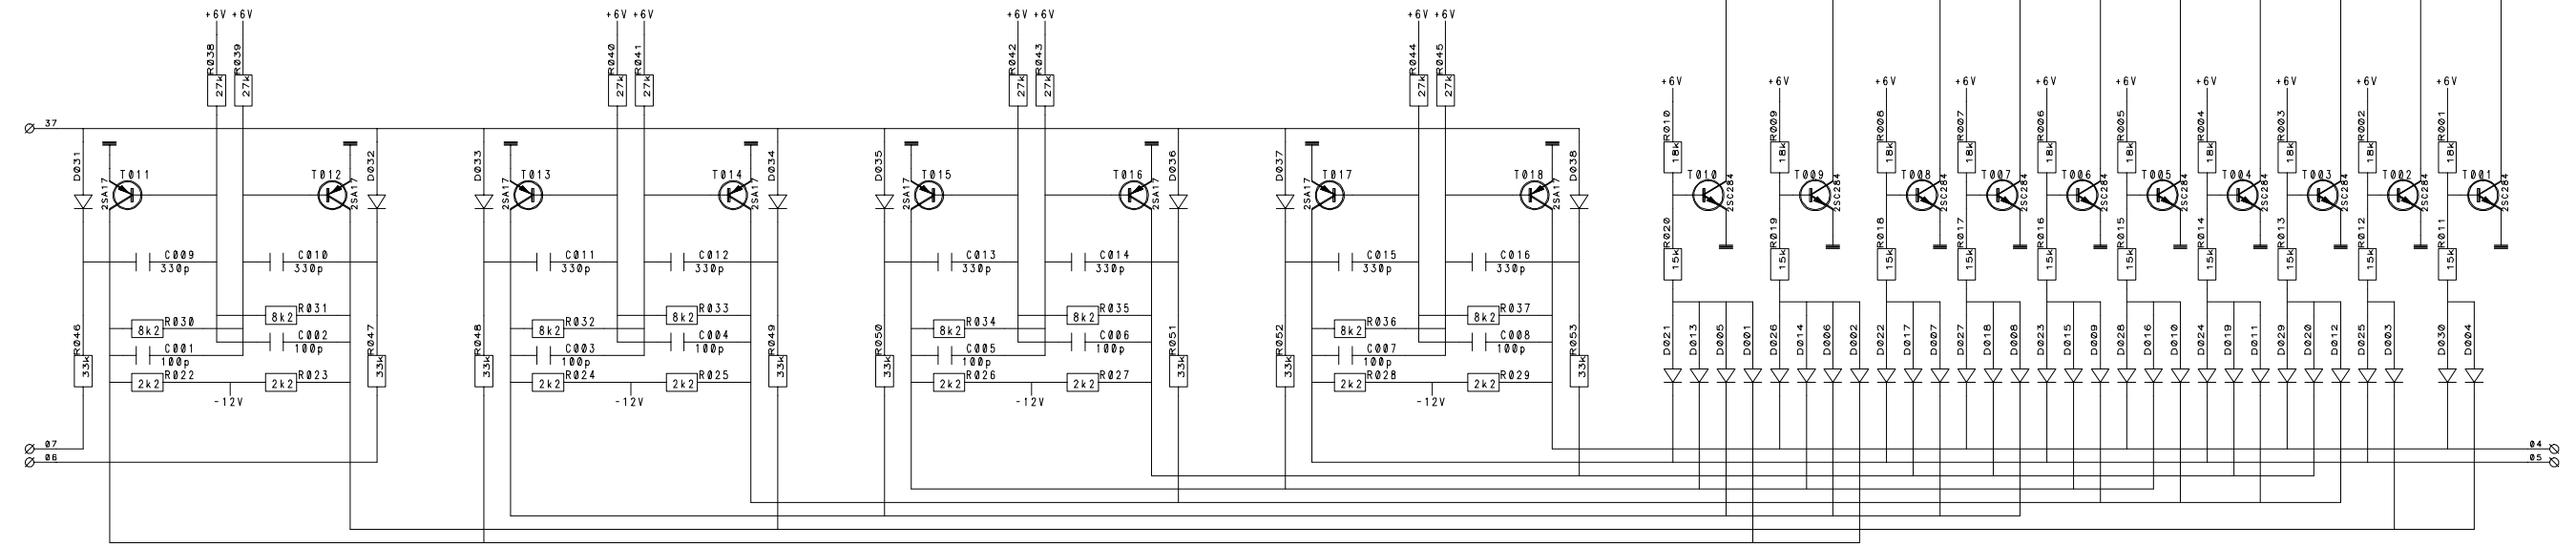 +6V +6V +6V +6V +6V +6V +6V +6V
R038 R039 R040 R041 R042 R043 R044 R045
27k 27k 27k 27k 27k 27k 27k 27k
+6V +6V +6V +6V +6V +6V +6V +6V +6V +6V
R010 R009 R008 R007 R006 R005 R004 R003 R002 R001
18k 18k 18k 18k 18k 18k 18k 18k 18k 18k
37
D031 D032 D033 D034 D035 D036 D037 D038
T011 T012 T013 T014 T015 T016 T017 T018
2SA17 2SA17 2SA17 2SA17 2SA17 2SA17 2SA17 2SA17
T010 T009 T008 T007 T006 T005 T004 T003 T002 T001
2SC284 2SC284 2SC284 2SC284 2SC284 2SC284 2SC284 2SC284 2SC284 2SC284
R020 R019 R018 R017 R016 R015 R014 R013 R012 R011
15k 15k 15k 15k 15k 15k 15k 15k 15k 15k
C009 C010 C011 C012 C013 C014 C015 C016
330p 330p 330p 330p 330p 330p 330p 330p
R031 R033 R035 R037
8k2 8k2 8k2 8k2
R030 R032 R034 R036
8k2 8k2 8k2 8k2
C002 C004 C006 C008
100p 100p 100p 100p
C001 C003 C005 C007
100p 100p 100p 100p
R046 R047 R048 R049 R050 R051 R052 R053
33k 33k 33k 33k 33k 33k 33k 33k
R022 R023 R024 R025 R026 R027 R028 R029
2k2 2k2 2k2 2k2 2k2 2k2 2k2 2k2
-12V -12V -12V -12V
D021 D013 D005 D001 D026 D014 D006 D002 D022 D017 D007 D027 D018 D008 D023 D015 D009 D028 D016 D010 D024 D019 D011 D029 D020 D012 D025 D003 D030 D004
07 04
06 05